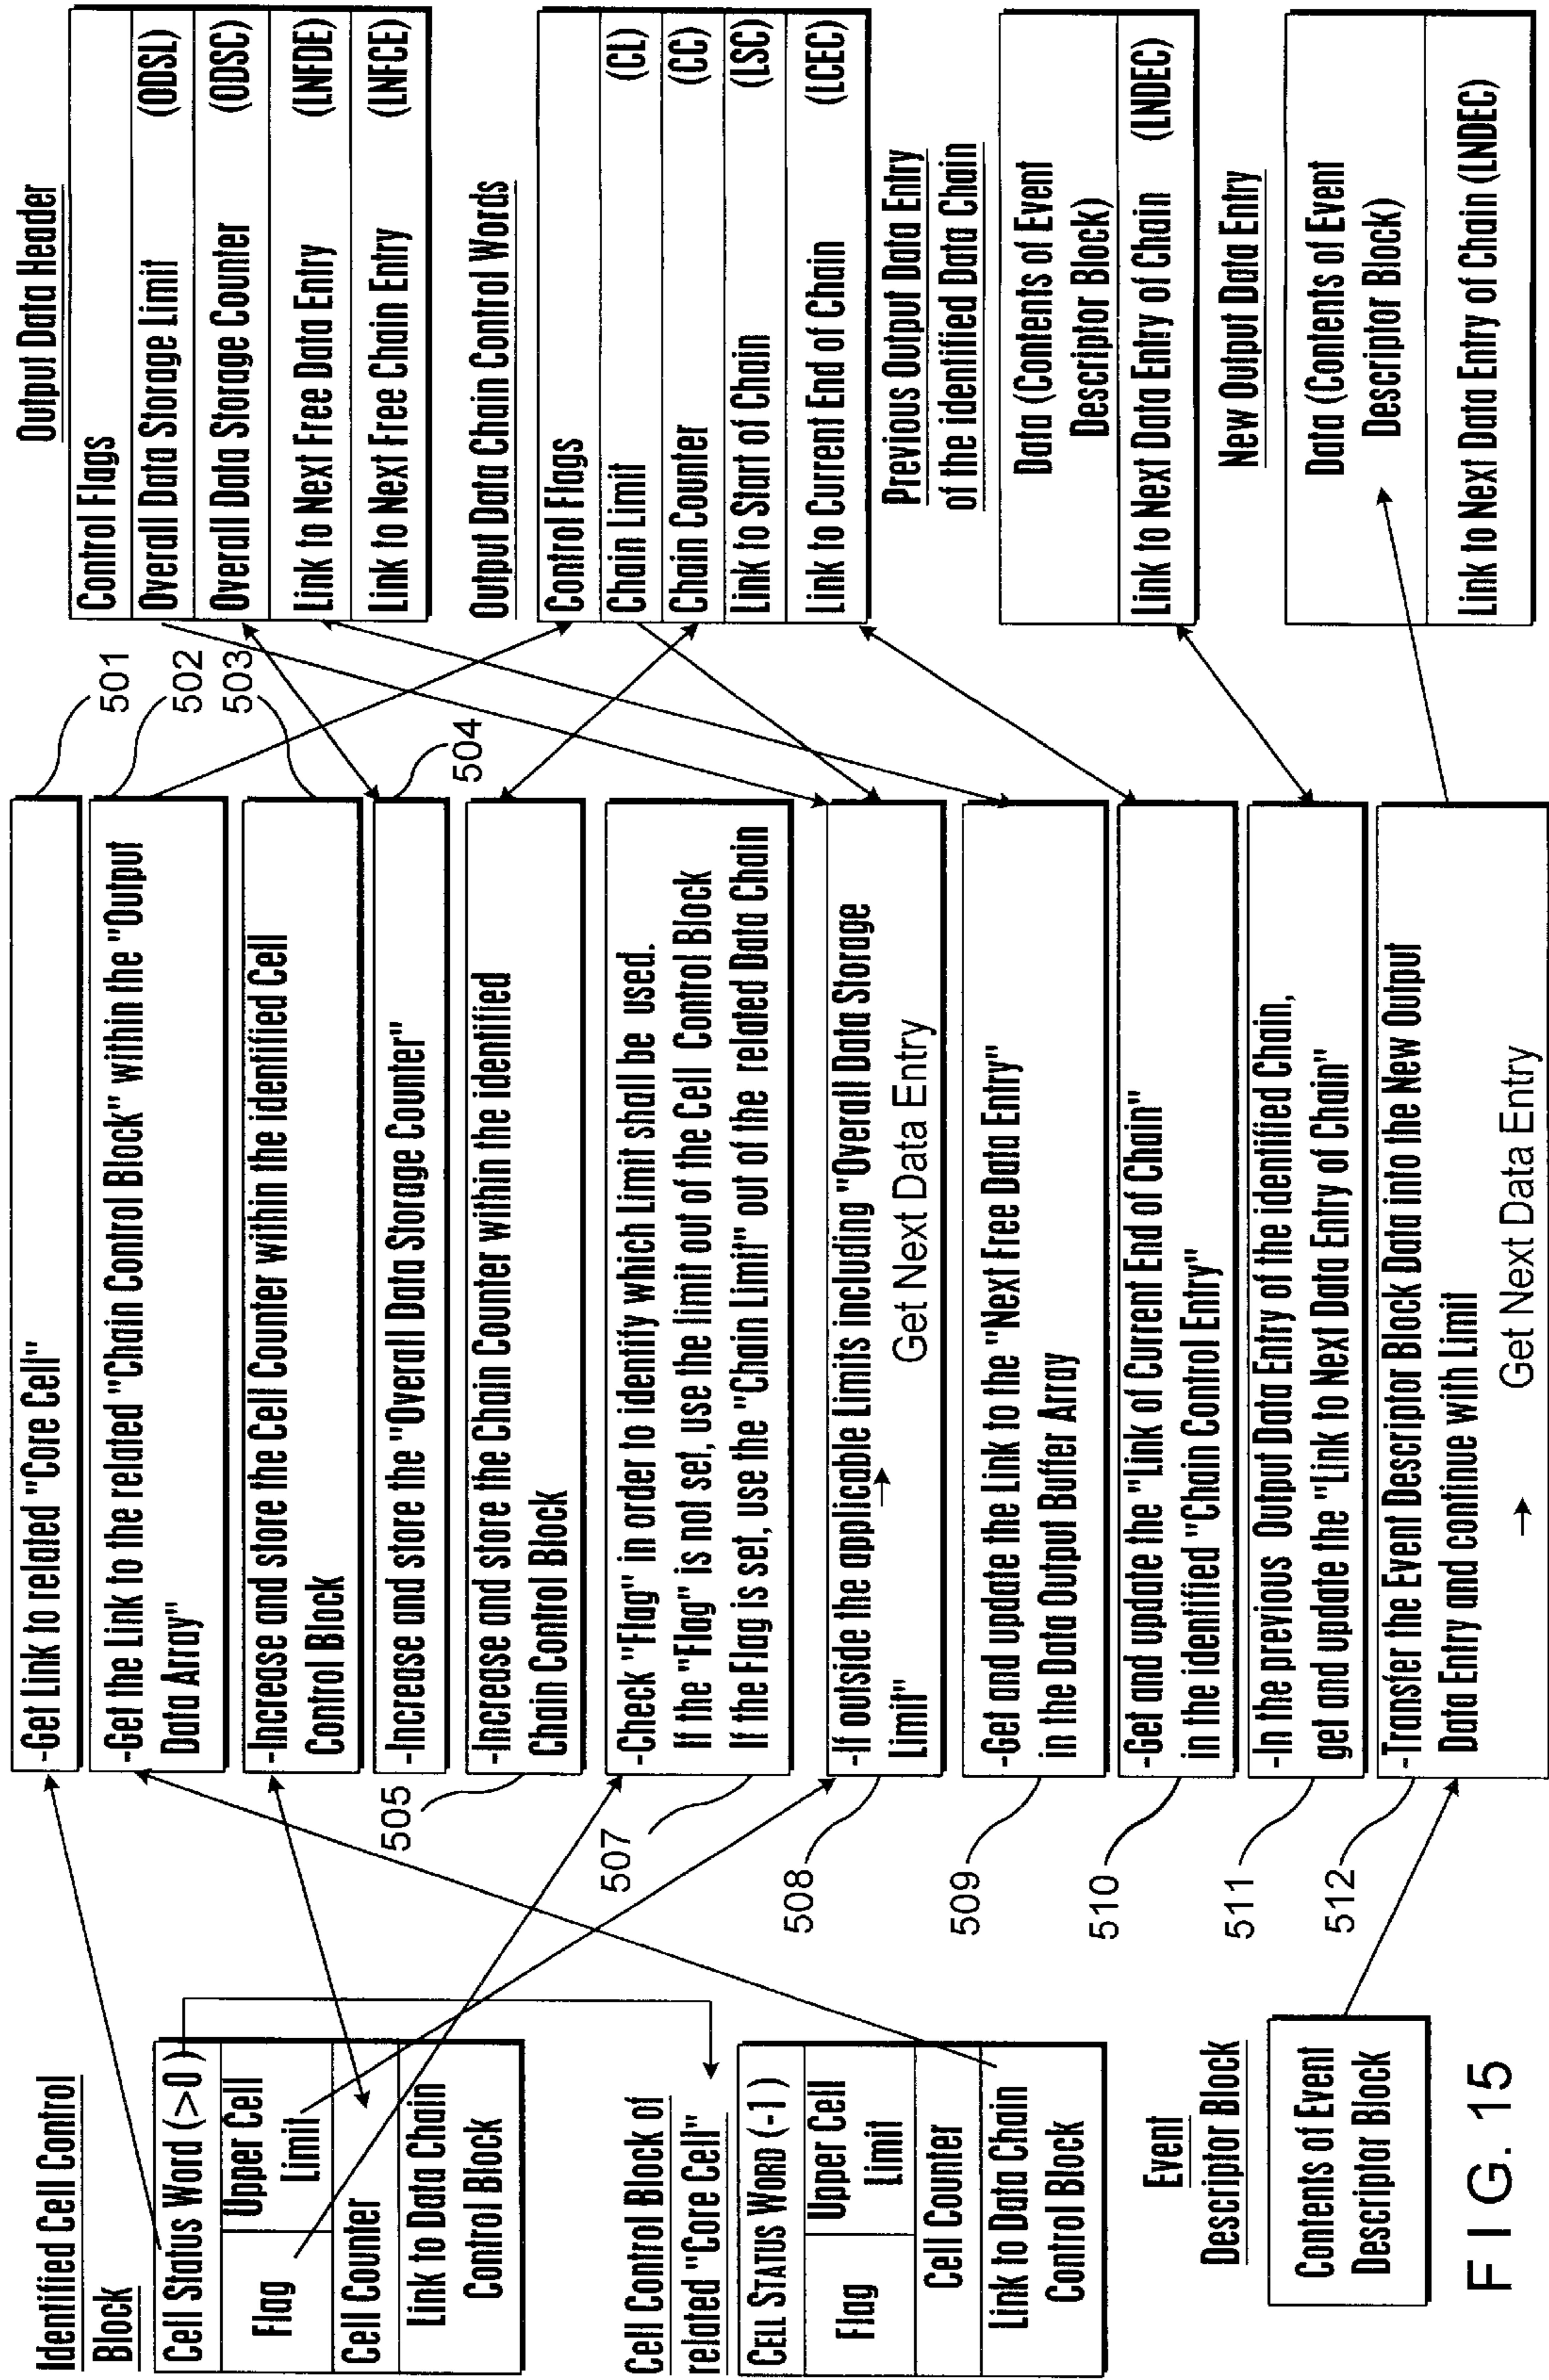 Identified Cell Control
Block
Cell Status Word (>0 )
Flag
Upper Cell
Limit
Cell Counter
Link to Data Chain
Control Block
Cell Control Block of
related "Core Cell"
CELL STATUS WORD (-1 )
Flag
Upper Cell
Limit
Cell Counter
Link to Data Chain
Control Block
Event
Descriptor Block
Contents of Event
Descriptor Block
F I G. 15
-Get Link to related "Core Cell"
501
-Get the Link to the related "Chain Control Block" within the "Output
Data Array"
502
-Increase and store the Cell Counter within the identified Cell
Control Block
503
-Increase and store the "Overall Data Storage Counter"
504
-Increase and store the Chain Counter within the identified
Chain Control Block
505
-Check "Flag" in order to identify which Limit shall be used.
If the "Flag" is not set, use the limit out of the Cell Control Block
If the Flag is set, use the "Chain Limit" out of the related Data Chain
507
-If outside the applicable Limits including "Overall Data Storage
Limit"
→
Get Next Data Entry
508
-Get and update the Link to the "Next Free Data Entry"
in the Data Output Buffer Array
509
-Get and update the "Link of Current End of Chain"
in the identified "Chain Control Entry"
510
-In the previous Output Data Entry of the identified Chain,
get and update the "Link to Next Data Entry of Chain"
511
-Transfer the Event Descriptor Block Data into the New Output
Data Entry and continue with Limit
→ Get Next Data Entry
512
Output Data Header
Control Flags
Overall Data Storage Limit (ODSL)
Overall Data Storage Counter (ODSC)
Link to Next Free Data Entry (LNFDE)
Link to Next Free Chain Entry (LNFCE)
Output Data Chain Control Words
Control Flags
Chain Limit (CL)
Chain Counter (CC)
Link to Start of Chain (LSC)
Link to Current End of Chain (LCEC)
Previous Output Data Entry
of the identified Data Chain
Data (Contents of Event
Descriptor Block)
Link to Next Data Entry of Chain (LNDEC)
New Output Data Entry
Data (Contents of Event
Descriptor Block)
Link to Next Data Entry of Chain (LNDEC)